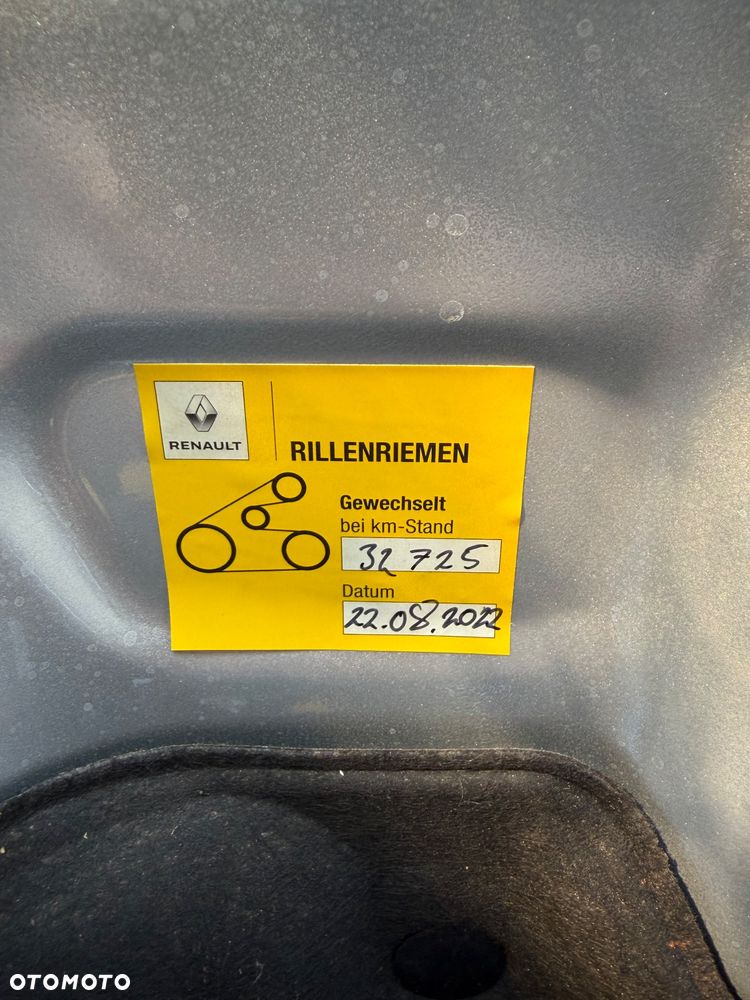 RENAULT
RILLENRIEMEN
Gewechselt
bei km-Stand
32 725
Datum
22.08.2022
OTOMOTO